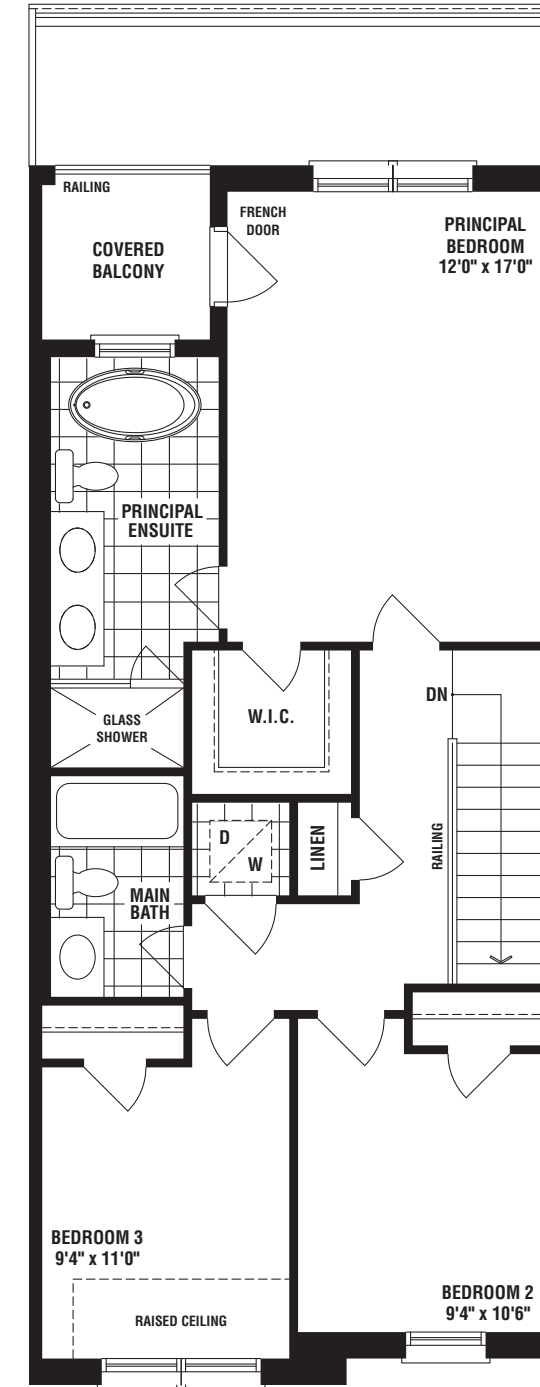 RAILING
COVERED
BALCONY
FRENCH
DOOR
PRINCIPAL
BEDROOM
12'0" x 17'0"
PRINCIPAL
ENSUITE
GLASS
SHOWER
W.I.C.
DN
D
W
LINEN
RAILING
MAIN
BATH
BEDROOM 3
9'4" x 11'0"
RAISED CEILING
BEDROOM 2
9'4" x 10'6"